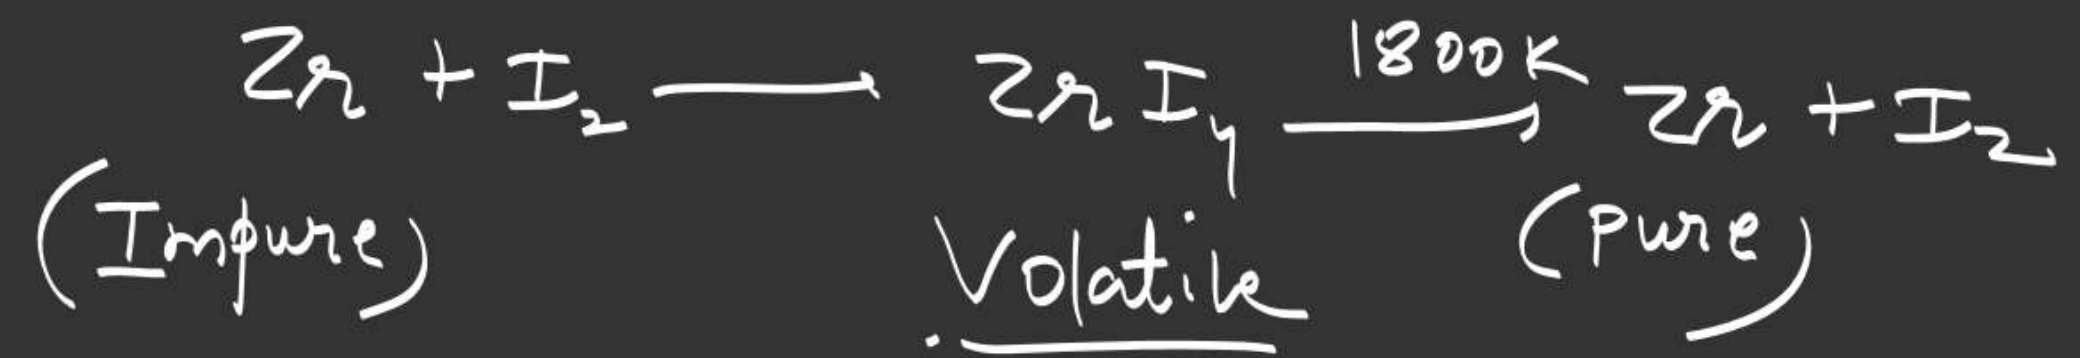 Zr + I₂ ⟶ ZrI₄ 1800K⟶ Zr + I₂
(Impure) Volatile (Pure)